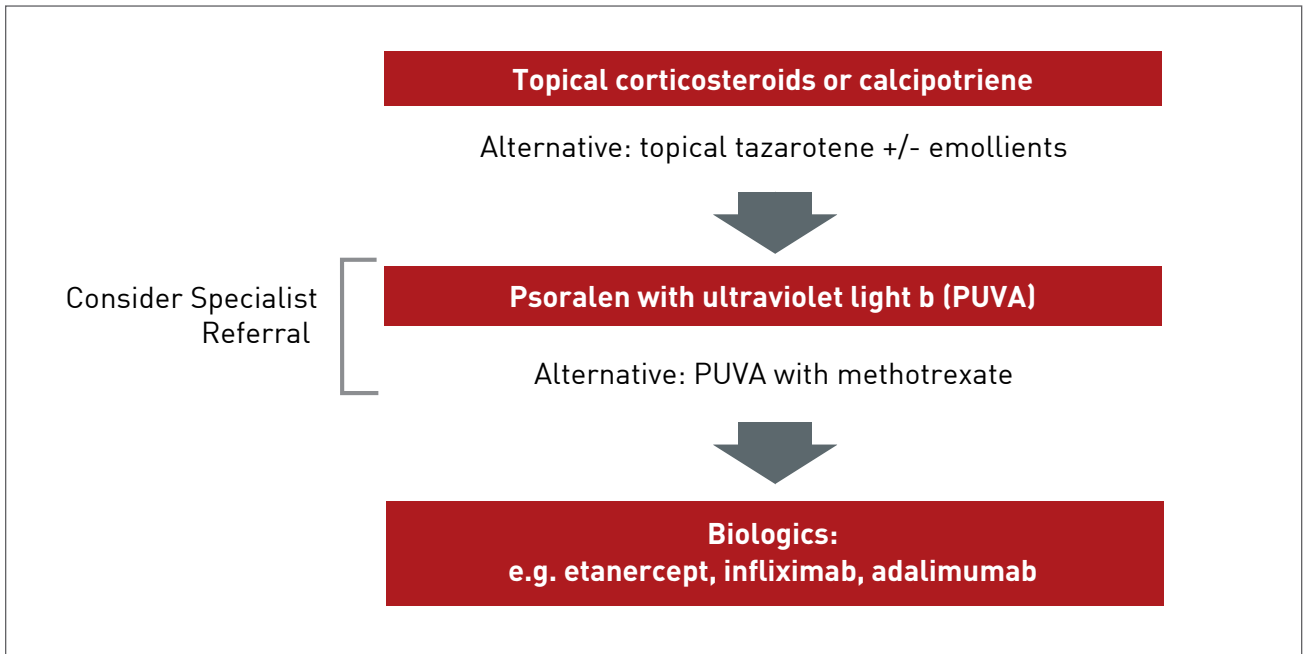 Topical corticosteroids or calcipotriene
Alternative: topical tazarotene +/- emollients
Consider Specialist
Referral
Psoralen with ultraviolet light b (PUVA)
Alternative: PUVA with methotrexate
Biologics:
e.g. etanercept, infliximab, adalimumab